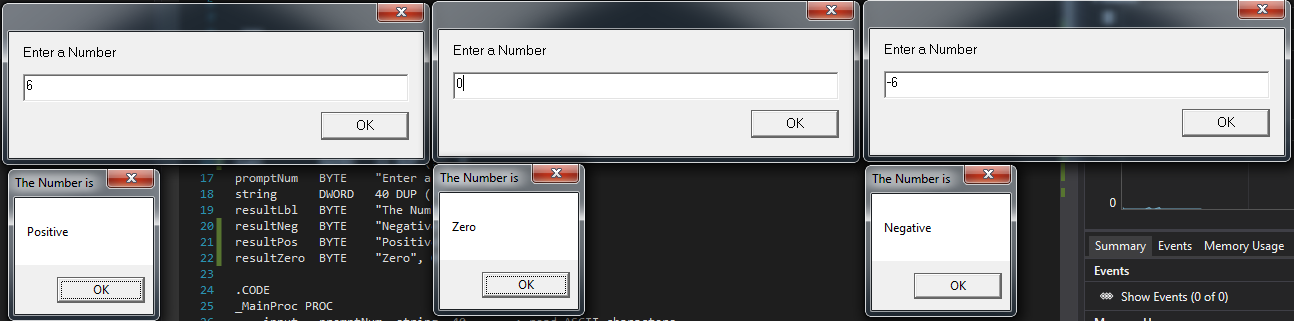 Enter a Number
6
OK
Enter a Number
0
OK
Enter a Number
-6
OK
The Number is
Positive
OK
The Number is
Zero
OK
The Number is
Negative
OK
17 promptNum BYTE "Enter a
18 string DWORD 40 DUP (
19 resultLbl BYTE "The Num
20 resultNeg BYTE "Negativ
21 resultPos BYTE "Positiv
22 resultZero BYTE "Zero",
23
24 .CODE
25 _MainProc PROC
0
Summary Events Memory Usage
Events
Show Events (0 of 0)